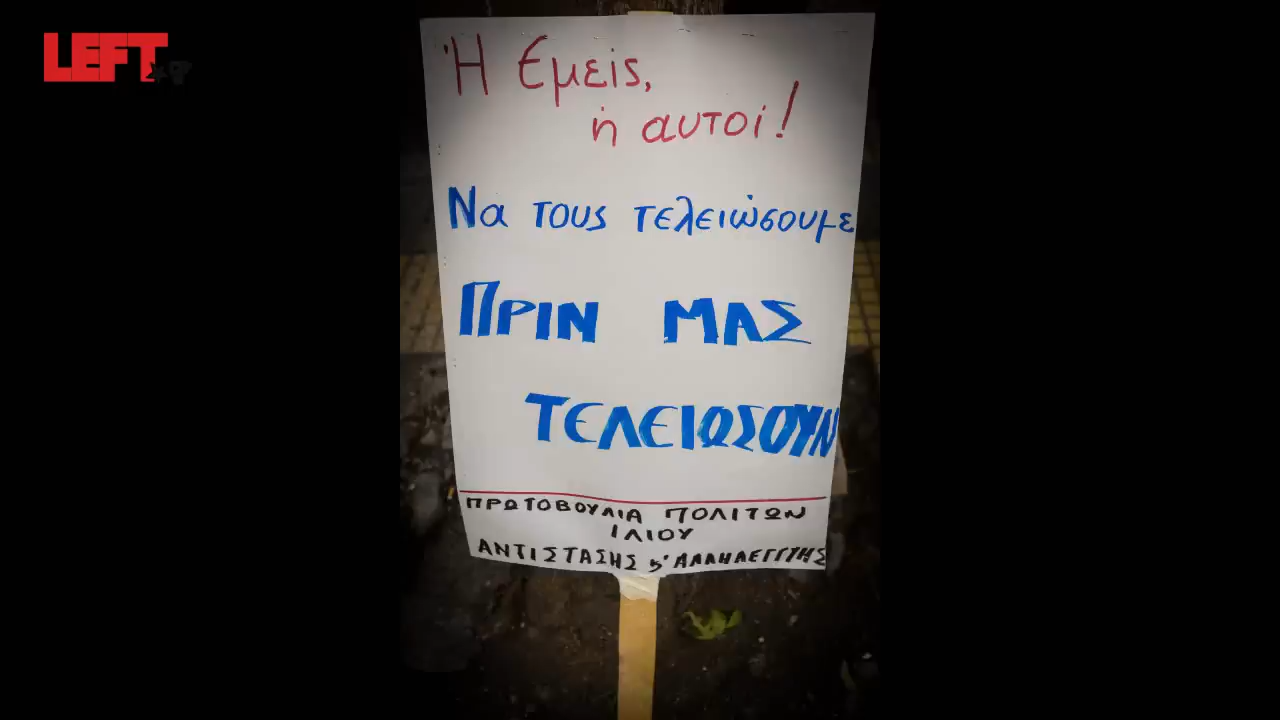 LEFT
Ή Εμείς,
ή αυτοί!
Να τους τελειώσουμε
ΠΡΙΝ ΜΑΣ
ΤΕΛΕΙΩΣΟΥΝ
ΠΡΩΤΟΒΟΥΛΙΑ ΠΟΛΙΤΩΝ
ΙΛΙΟΥ
ΑΝΤΙΣΤΑΣΗΣ κ' ΑΛΛΗΛΕΓΓΥΗΣ